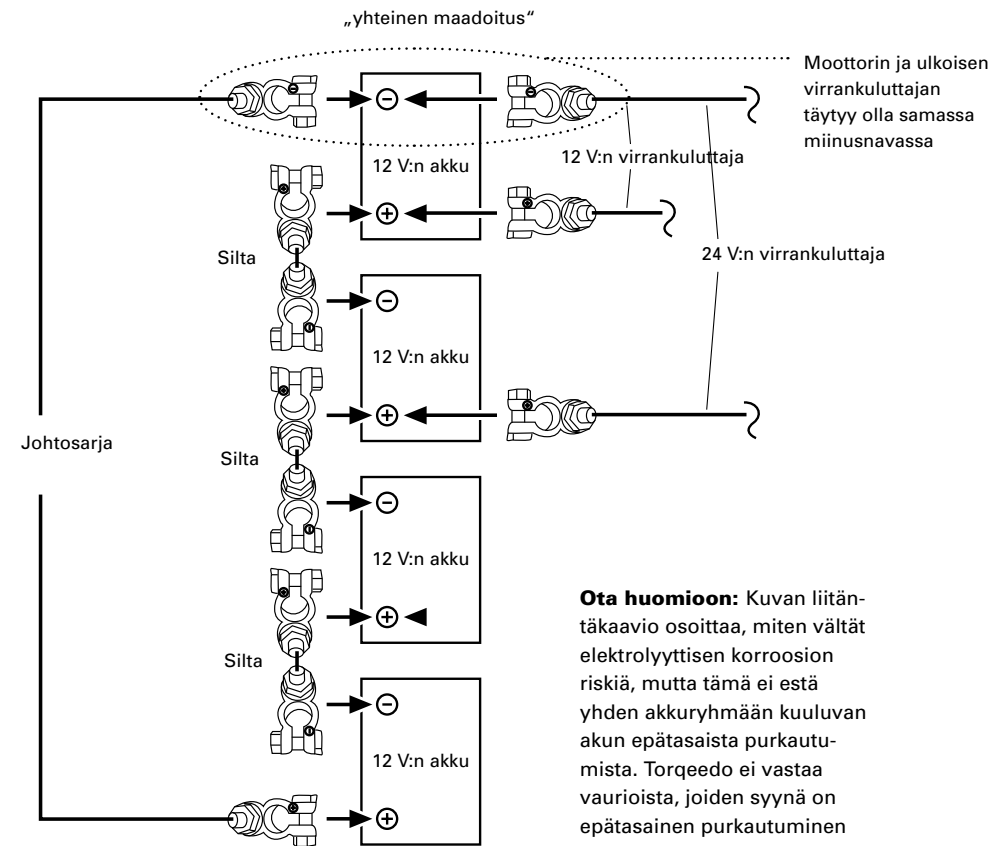 „yhteinen maadoitus“
Moottorin ja ulkoisen
virrankuluttajan
täytyy olla samassa
miinusnavassa
12 V:n akku
12 V:n virrankuluttaja
Silta
24 V:n virrankuluttaja
12 V:n akku
Johtosarja
Silta
12 V:n akku
Silta
12 V:n akku
Ota huomioon: Kuvan liitän-
täkaavio osoittaa, miten vältät
elektrolyyttisen korroosion
riskiä, mutta tämä ei estä
yhden akkuryhmään kuuluvan
akun epätasaista purkautu-
mista. Torqeedo ei vastaa
vaurioista, joiden syynä on
epätasainen purkautuminen